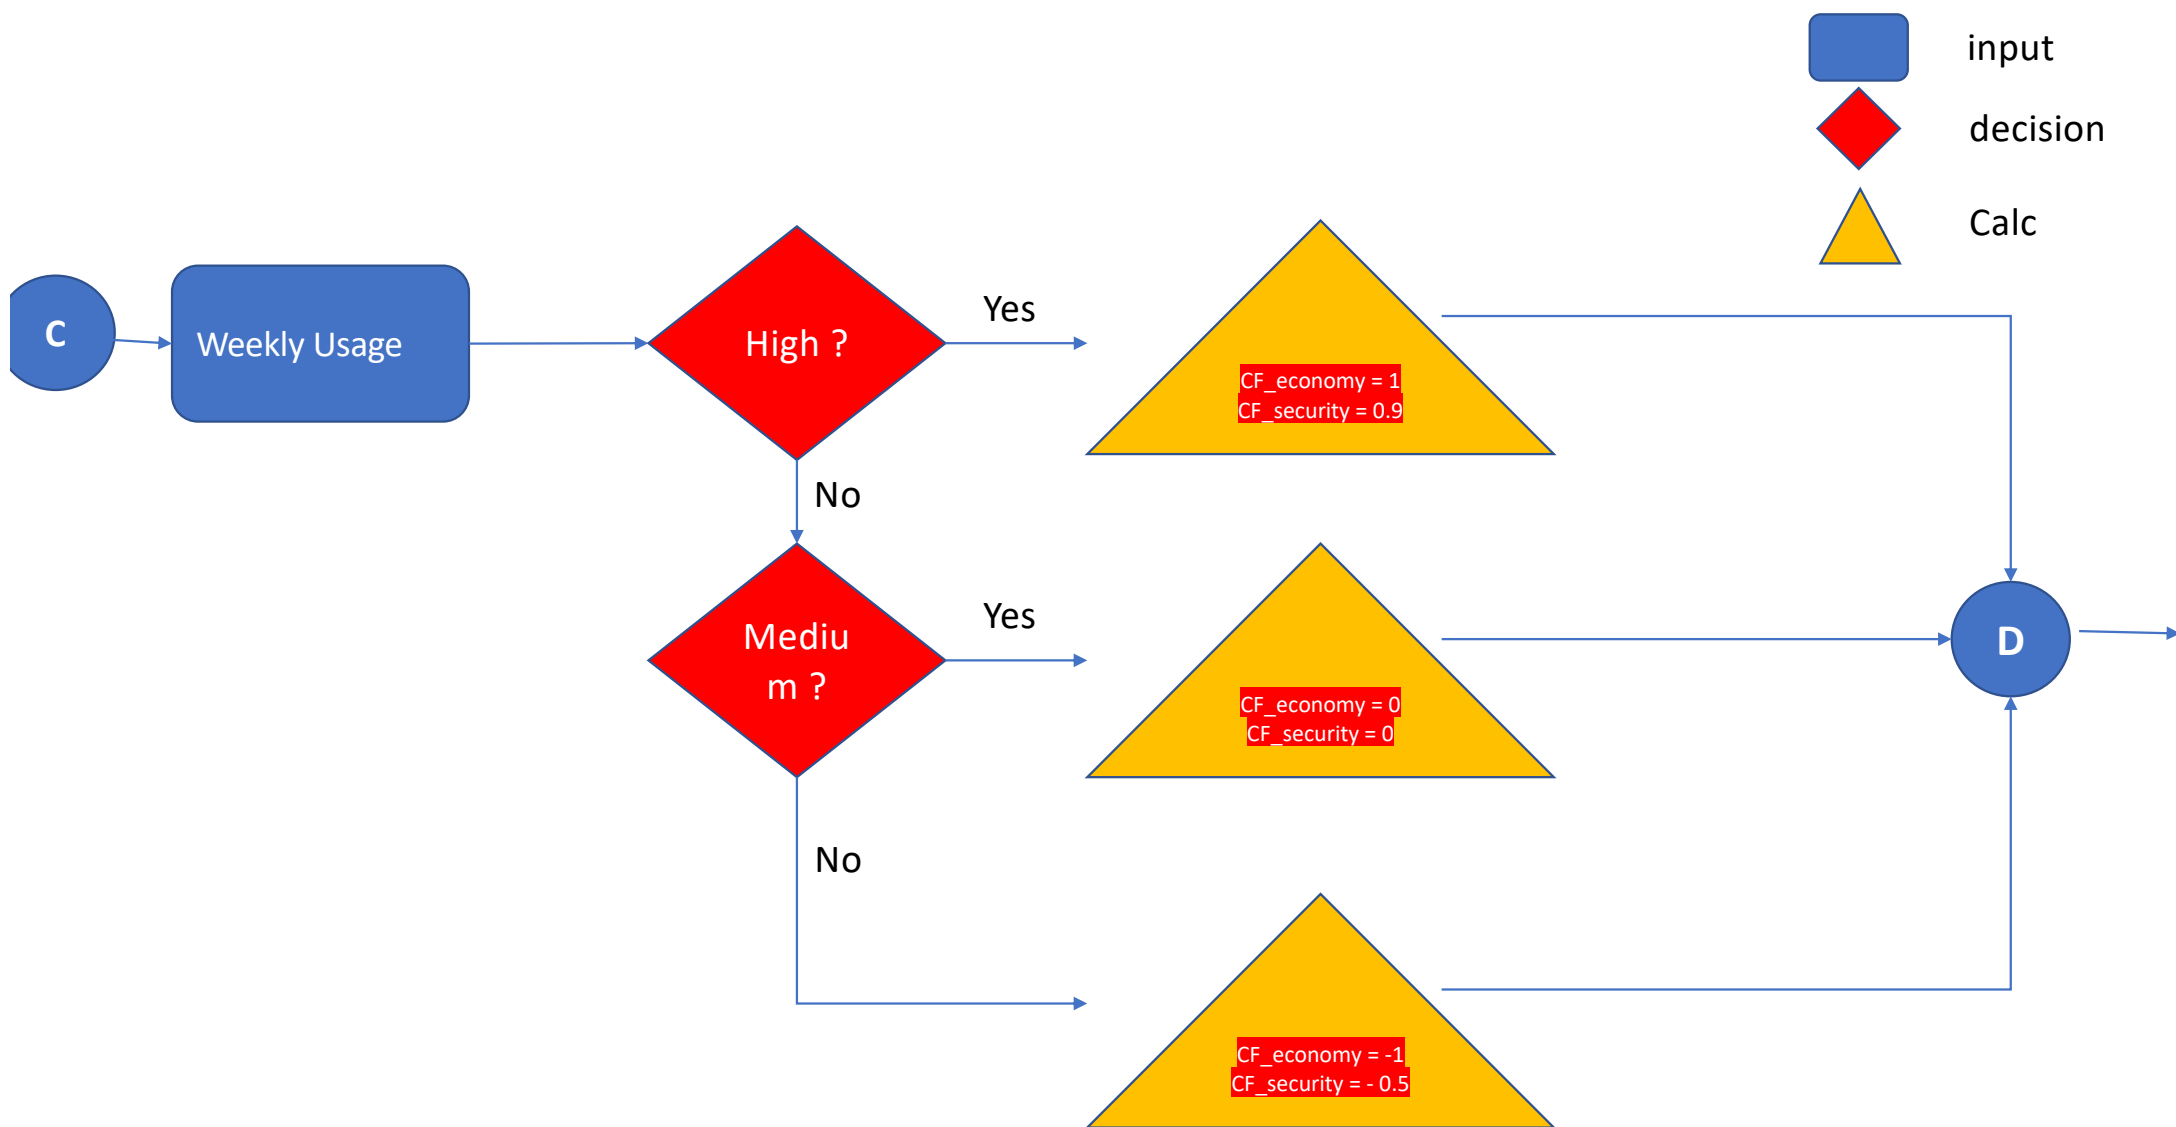 input
decision
Calc
C
Weekly Usage
High ?
Yes
CF_economy = 1
CF_security = 0.9
No
Mediu
m ?
Yes
CF_economy = 0
CF_security = 0
D
No
CF_economy = -1
CF_security = - 0.5